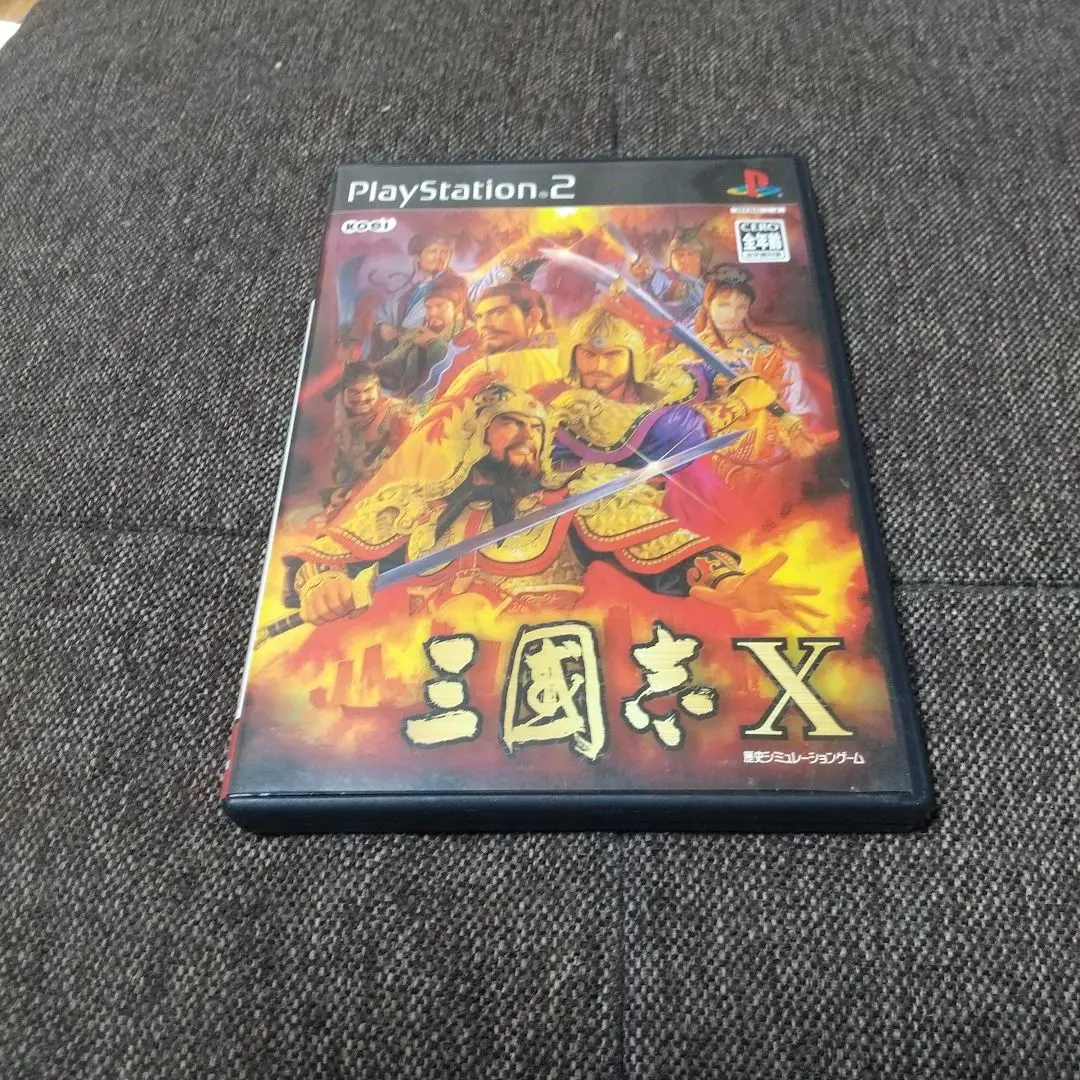 PlayStation®2
KOEI
CERO
全年齢
三國志X
歴史シミュレーションゲーム